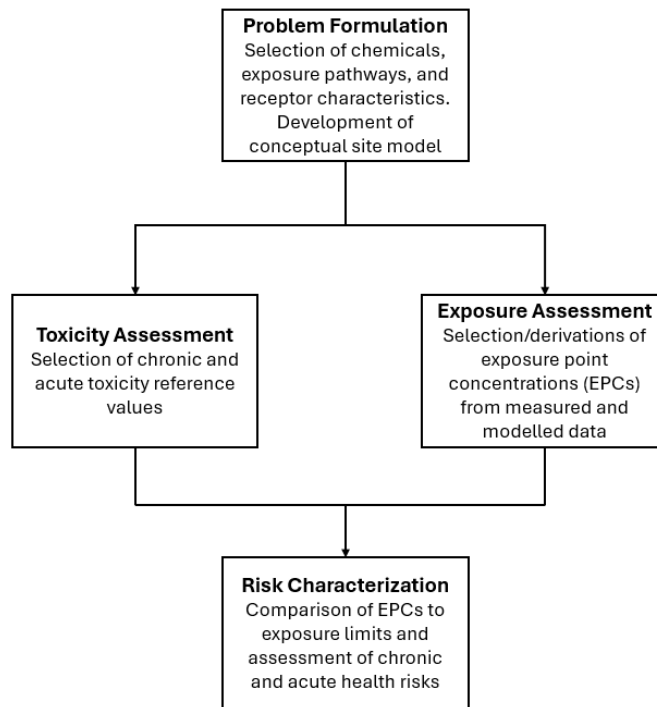 Problem Formulation
Selection of chemicals,
exposure pathways, and
receptor characteristics.
Development of
conceptual site model
Toxicity Assessment
Selection of chronic and
acute toxicity reference
values
Exposure Assessment
Selection/derivations of
exposure point
concentrations (EPCs)
from measured and
modelled data
Risk Characterization
Comparison of EPCs to
exposure limits and
assessment of chronic
and acute health risks